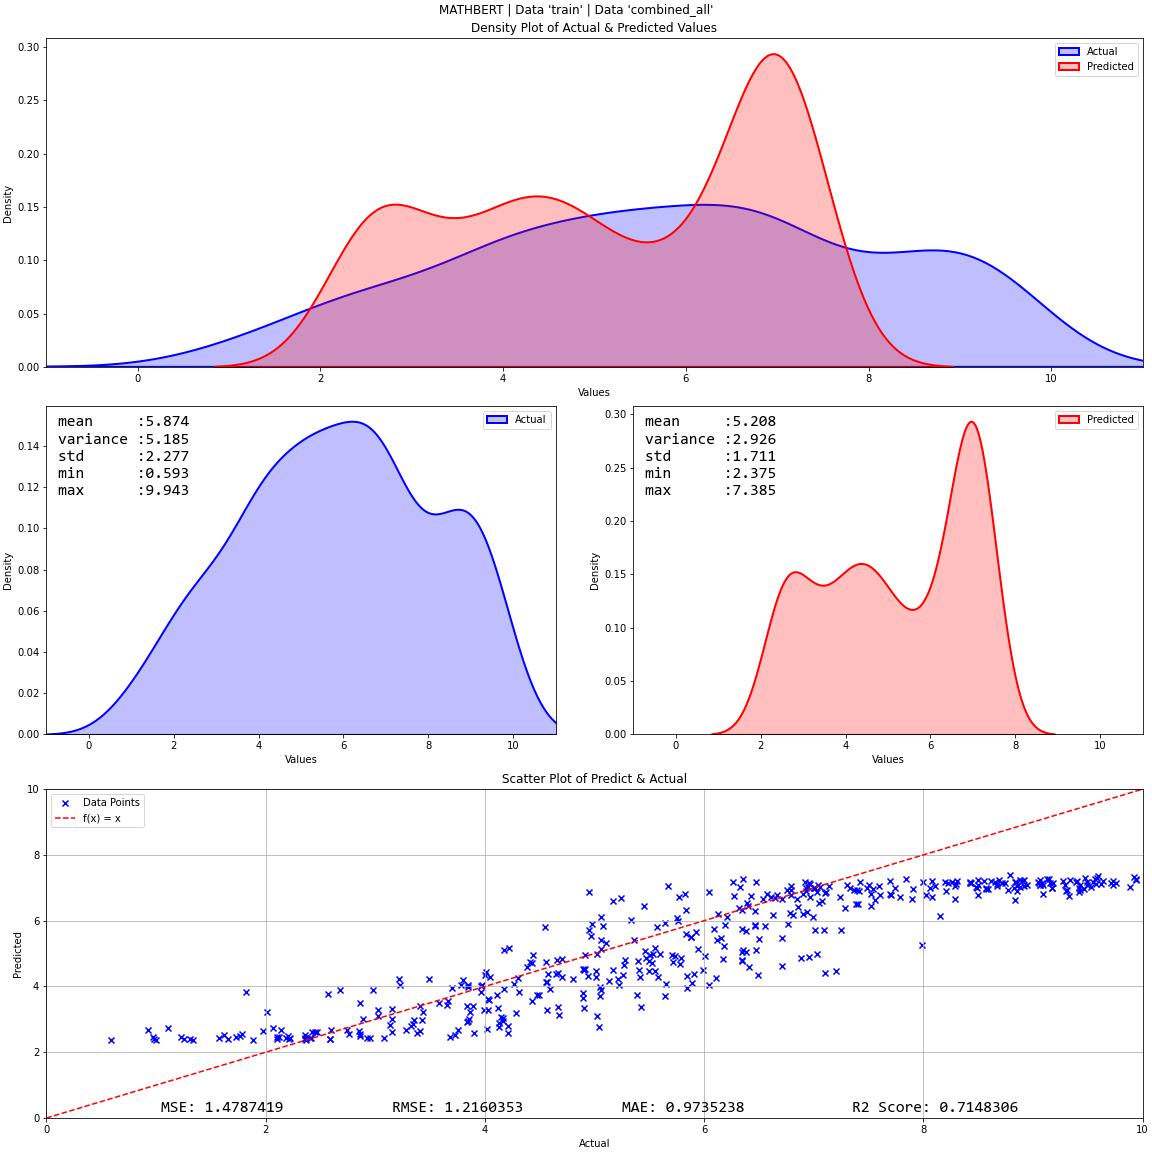 MATHBERT | Data 'train' | Data 'combined_all'
Density Plot of Actual & Predicted Values
Actual
Predicted
0.30
0.25
0.20
0.15
0.10
0.05
0.00
Density
0 2 4 6 8 10
Values
mean :5.874
variance :5.185
std :2.277
min :0.593
max :9.943
Actual
0.14
0.12
0.10
0.08
0.06
0.04
0.02
0.00
Density
0 2 4 6 8 10
Values
mean :5.208
variance :2.926
std :1.711
min :2.375
max :7.385
Predicted
0.30
0.25
0.20
0.15
0.10
0.05
0.00
Density
0 2 4 6 8 10
Values
Scatter Plot of Predict & Actual
Data Points
f(x) = x
10
8
6
4
2
0
Predicted
MSE: 1.4787419 RMSE: 1.2160353 MAE: 0.9735238 R2 Score: 0.7148306
0 2 4 6 8 10
Actual